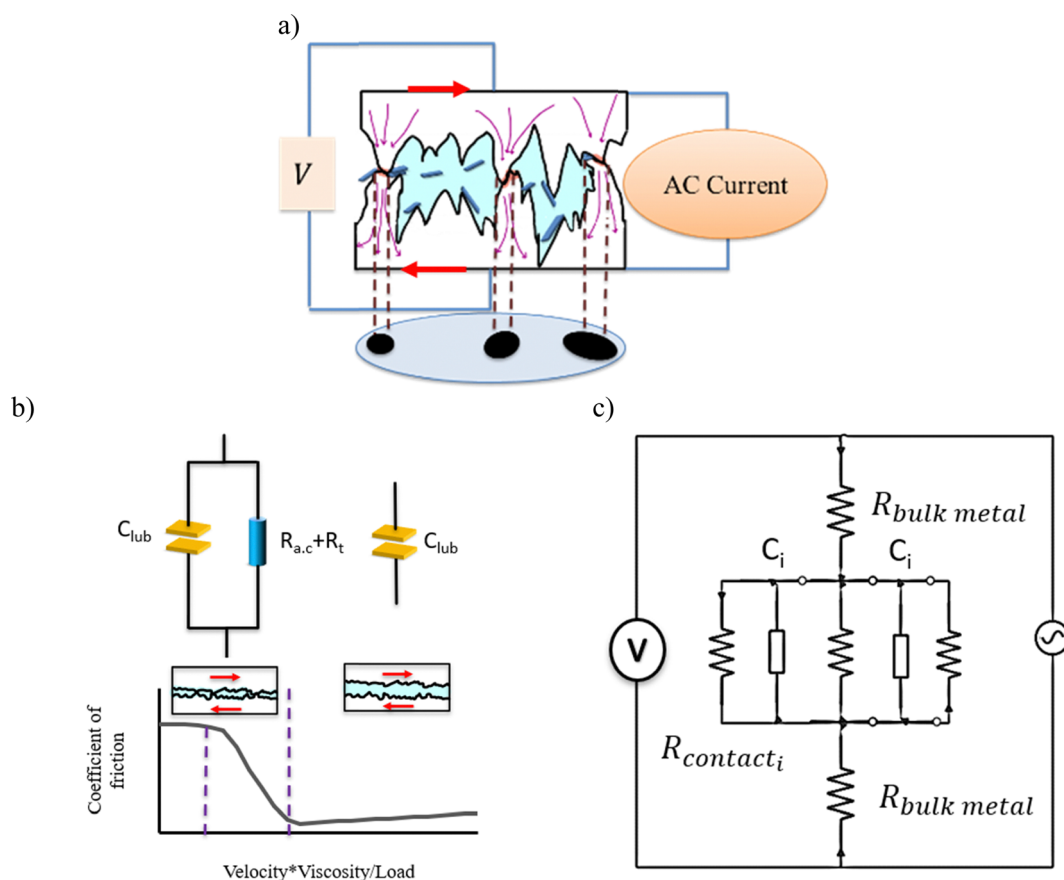 a)
V
AC Current
b)
C_lub
R_a.c+R_t
C_lub
Coefficient of
friction
Velocity*Viscosity/Load
c)
R_bulk metal
C_i
C_i
V
R_contact_i
R_bulk metal